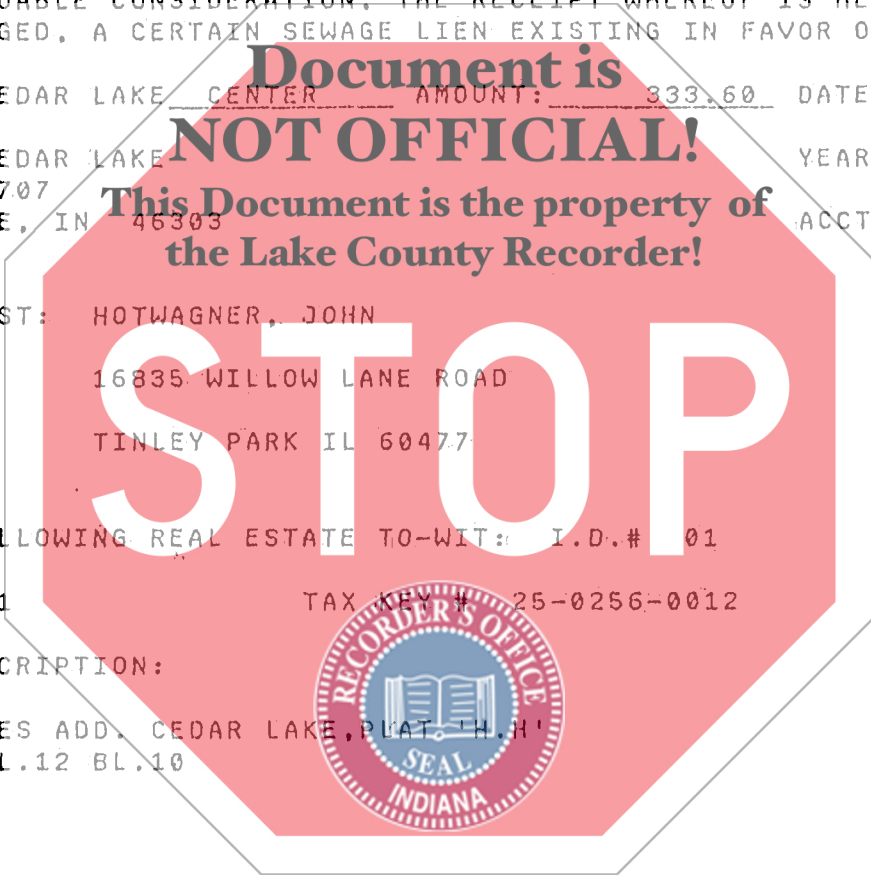 GED, A CERTAIN SEWAGE LIEN EXISTING IN FAVOR O
Document is
EDAR LAKE CENTER AMOUNT: 333.60 DATE
NOT OFFICIAL!
EDAR LAKE YEAR
707
This Document is the property of
E, IN 46303 ACCT
the Lake County Recorder!
ST: HOTWAGNER, JOHN
STOP
16835 WILLOW LANE ROAD
TINLEY PARK IL 60477
LLOWING REAL ESTATE TO-WIT: I.D.# 01
1 TAX KEY # 25-0256-0012
RECORDER'S OFFICE
CRIPTION:
ES ADD. CEDAR LAKE,PLAT 'H.H'
L.12 BL.10
SEAL
INDIANA